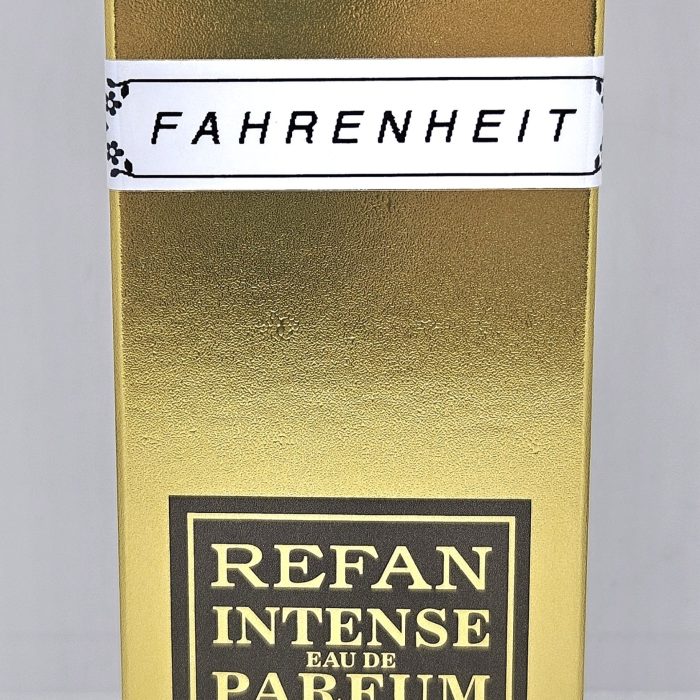 FAHRENHEIT
REFAN
INTENSE
EAU DE
PARFUM